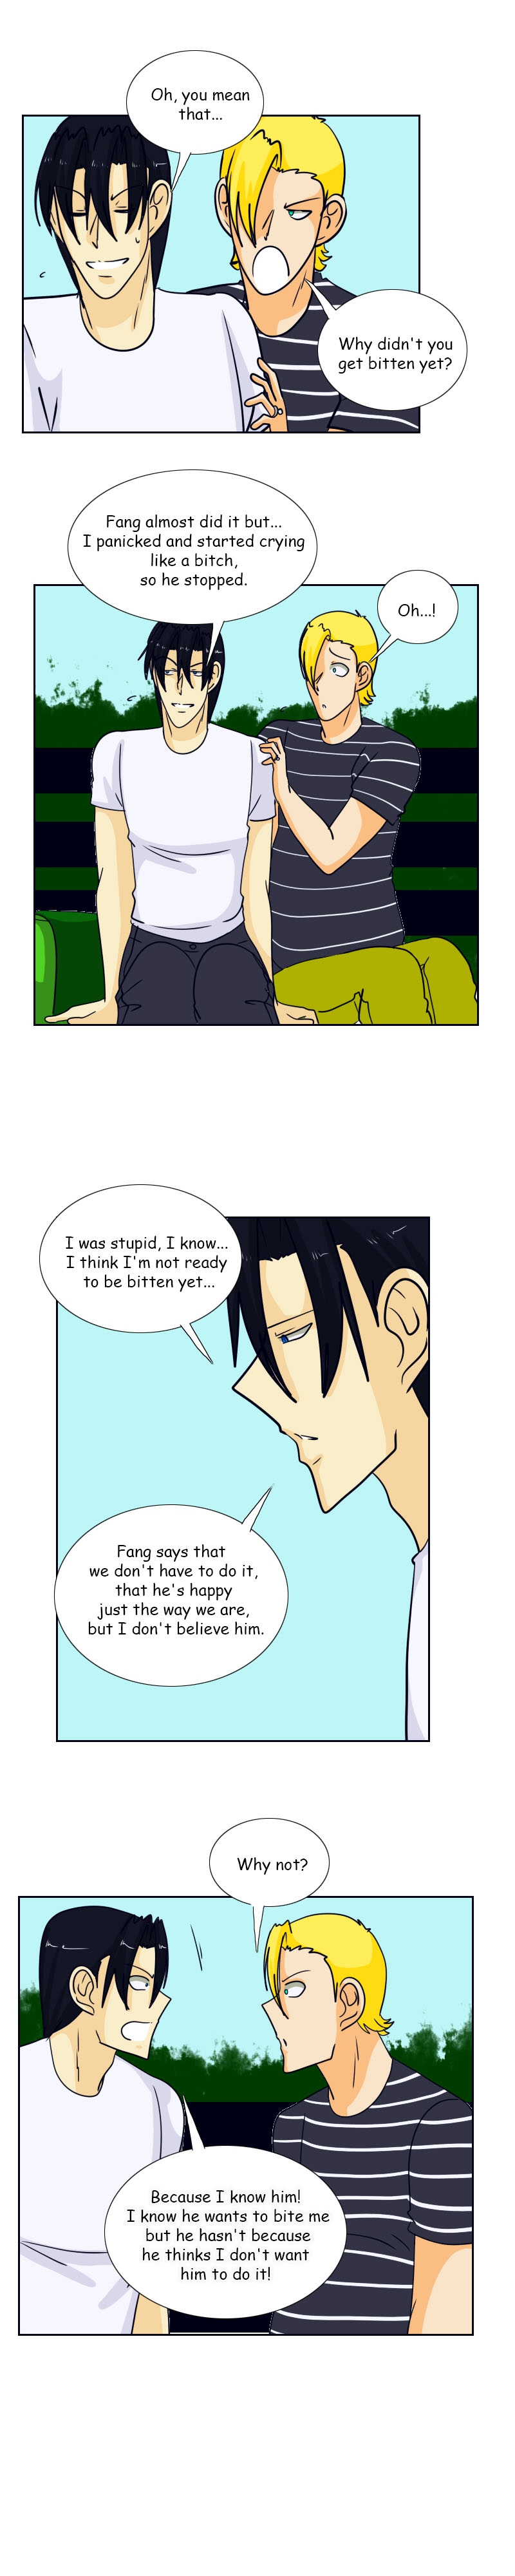 Oh, you mean
that...
Why didn't you
get bitten yet?
Fang almost did it but...
I panicked and started crying
like a bitch,
so he stopped.
Oh...!
I was stupid, I know...
I think I'm not ready
to be bitten yet...
Fang says that
we don't have to do it,
that he's happy
just the way we are,
but I don't believe him.
Why not?
Because I know him!
I know he wants to bite me
but he hasn't because
he thinks I don't want
him to do it!